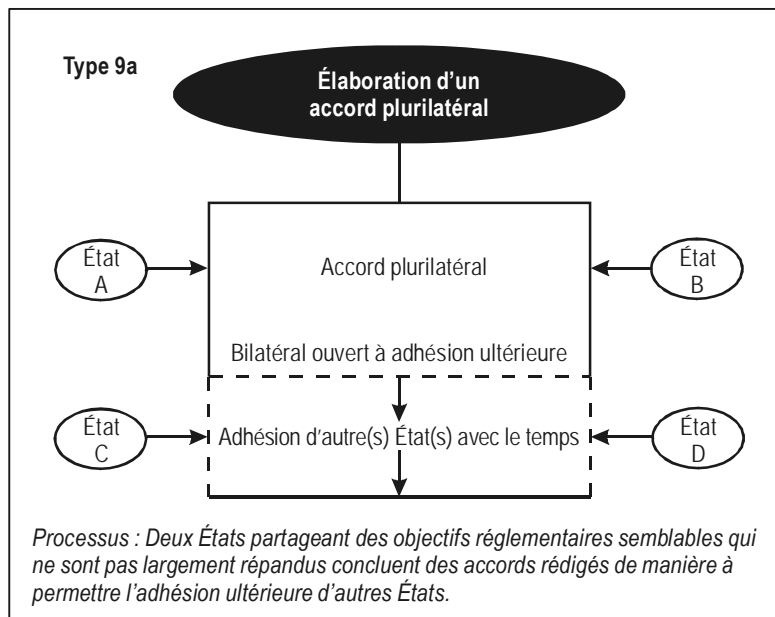 Type 9a
Élaboration d'un
accord plurilatéral
État
A
Accord plurilatéral
État
B
Bilatéral ouvert à adhésion ultérieure
État
C
Adhésion d'autre(s) État(s) avec le temps
État
D
Processus : Deux États partageant des objectifs réglementaires semblables qui
ne sont pas largement répandus concluent des accords rédigés de manière à
permettre l'adhésion ultérieure d'autres États.